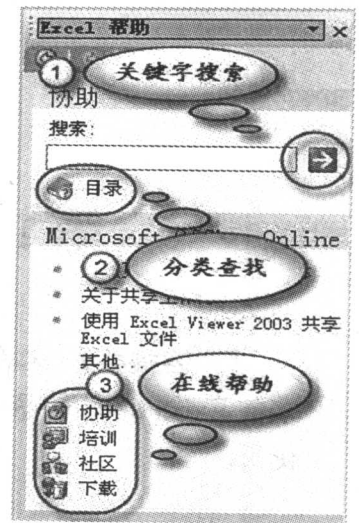 Excel 帮助
① 关键字搜索
协助
搜索:
目录
Microsoft Online
② 分类查找
关于共享
使用 Excel Viewer 2003 共享
Excel 文件
其他...
③ 在线帮助
协助
培训
社区
下载